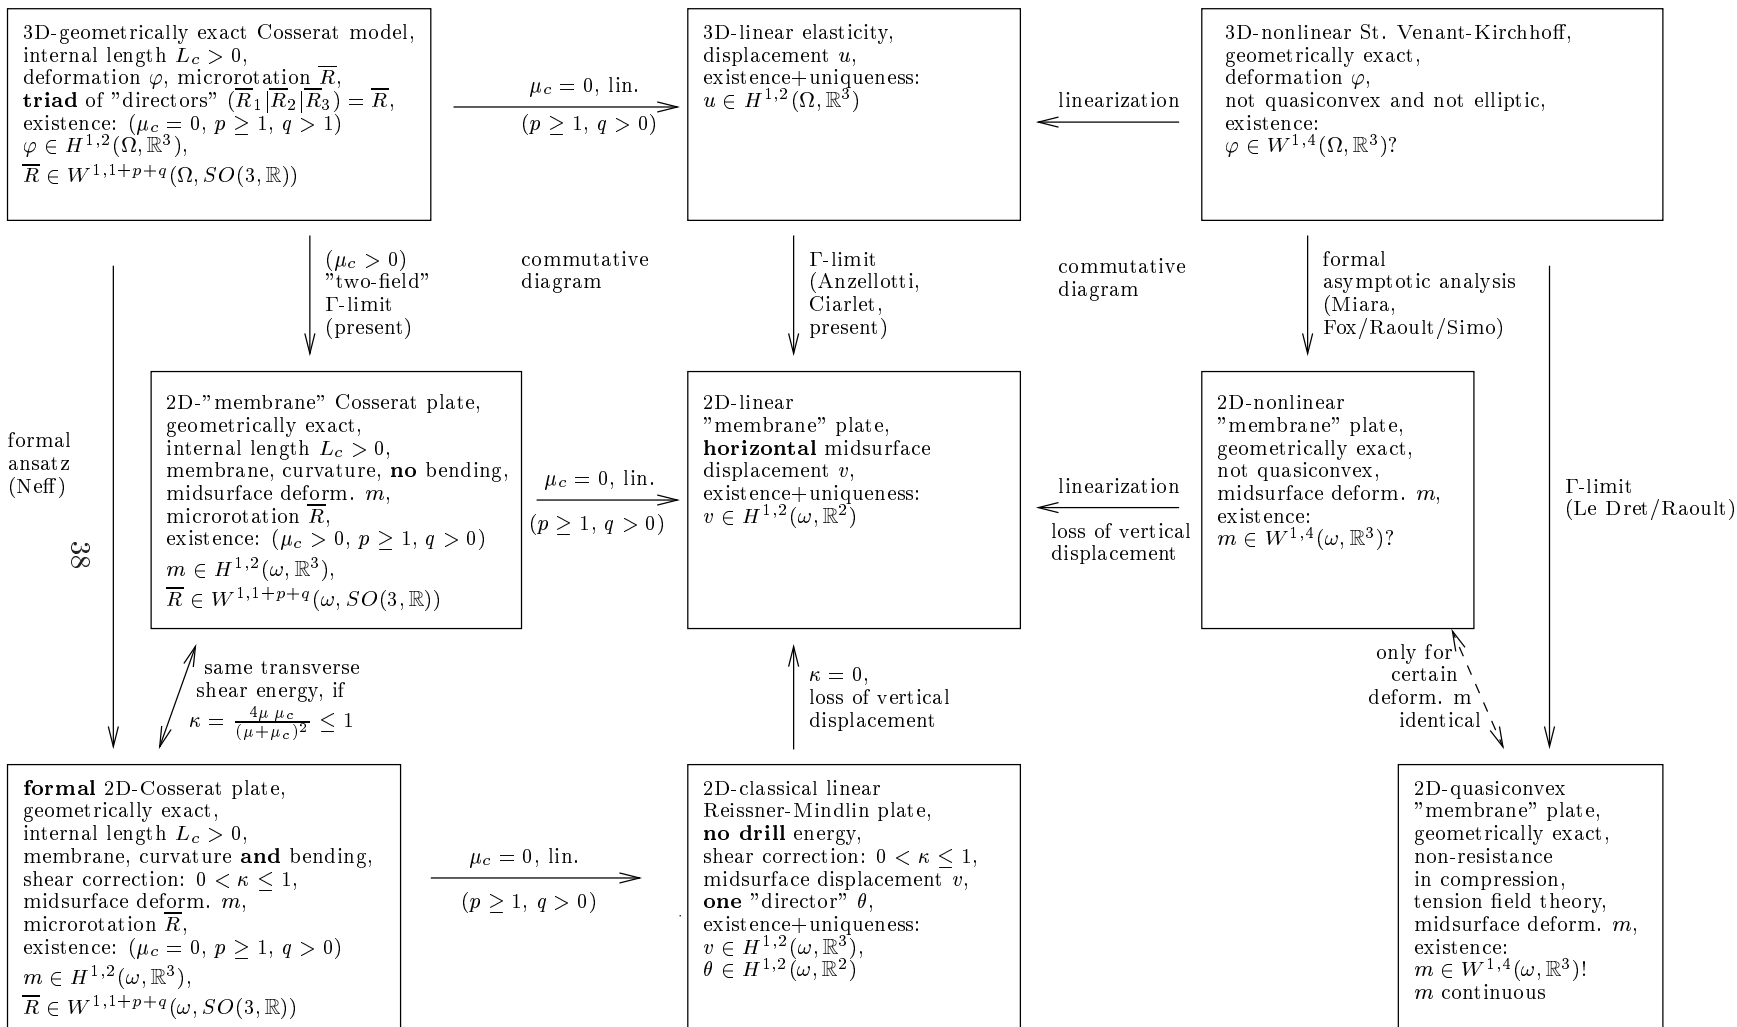 3D-geometrically exact Cosserat model,
internal length $L_c > 0$,
deformation $\varphi$, microrotation $\overline{R}$,
triad of "directors" $(\overline{R}_1|\overline{R}_2|\overline{R}_3) = \overline{R}$,
existence: ($\mu_c = 0$, $p \geq 1$, $q > 1$)
$\varphi \in H^{1,2}(\Omega, \mathbb{R}^3)$,
$\overline{R} \in W^{1,1+p+q}(\Omega, SO(3, \mathbb{R}))$
$\mu_c = 0$, lin.
($p \geq 1$, $q > 0$)
3D-linear elasticity,
displacement $u$,
existence+uniqueness:
$u \in H^{1,2}(\Omega, \mathbb{R}^3)$
linearization
3D-nonlinear St. Venant-Kirchhoff,
geometrically exact,
deformation $\varphi$,
not quasiconvex and not elliptic,
existence:
$\varphi \in W^{1,4}(\Omega, \mathbb{R}^3)$?
($\mu_c > 0$)
"two-field"
$\Gamma$-limit
(present)
commutative
diagram
$\Gamma$-limit
(Anzellotti,
Ciarlet,
present)
commutative
diagram
formal
asymptotic analysis
(Miara,
Fox/Raoult/Simo)
formal
ansatz
(Neff)
38
2D-"membrane" Cosserat plate,
geometrically exact,
internal length $L_c > 0$,
membrane, curvature, no bending,
midsurface deform. $m$,
microrotation $\overline{R}$,
existence: ($\mu_c > 0$, $p \geq 1$, $q > 0$)
$m \in H^{1,2}(\omega, \mathbb{R}^3)$,
$\overline{R} \in W^{1,1+p+q}(\omega, SO(3, \mathbb{R}))$
$\mu_c = 0$, lin.
($p \geq 1$, $q > 0$)
2D-linear
"membrane" plate,
horizontal midsurface
displacement $v$,
existence+uniqueness:
$v \in H^{1,2}(\omega, \mathbb{R}^2)$
linearization
loss of vertical
displacement
2D-nonlinear
"membrane" plate,
geometrically exact,
not quasiconvex,
midsurface deform. $m$,
existence:
$m \in W^{1,4}(\omega, \mathbb{R}^3)$?
$\Gamma$-limit
(Le Dret/Raoult)
same transverse
shear energy, if
$\kappa = \frac{4\mu\,\mu_c}{(\mu+\mu_c)^2} \leq 1$
$\kappa = 0$,
loss of vertical
displacement
only for
certain
deform. m
identical
formal 2D-Cosserat plate,
geometrically exact,
internal length $L_c > 0$,
membrane, curvature and bending,
shear correction: $0 < \kappa \leq 1$,
midsurface deform. $m$,
microrotation $\overline{R}$,
existence: ($\mu_c = 0$, $p \geq 1$, $q > 0$)
$m \in H^{1,2}(\omega, \mathbb{R}^3)$,
$\overline{R} \in W^{1,1+p+q}(\omega, SO(3, \mathbb{R}))$
$\mu_c = 0$, lin.
($p \geq 1$, $q > 0$)
2D-classical linear
Reissner-Mindlin plate,
no drill energy,
shear correction: $0 < \kappa \leq 1$,
midsurface displacement $v$,
one "director" $\theta$,
existence+uniqueness:
$v \in H^{1,2}(\omega, \mathbb{R}^3)$,
$\theta \in H^{1,2}(\omega, \mathbb{R}^2)$
2D-quasiconvex
"membrane" plate,
geometrically exact,
non-resistance
in compression,
tension field theory,
midsurface deform. $m$,
existence:
$m \in W^{1,4}(\omega, \mathbb{R}^3)$!
$m$ continuous